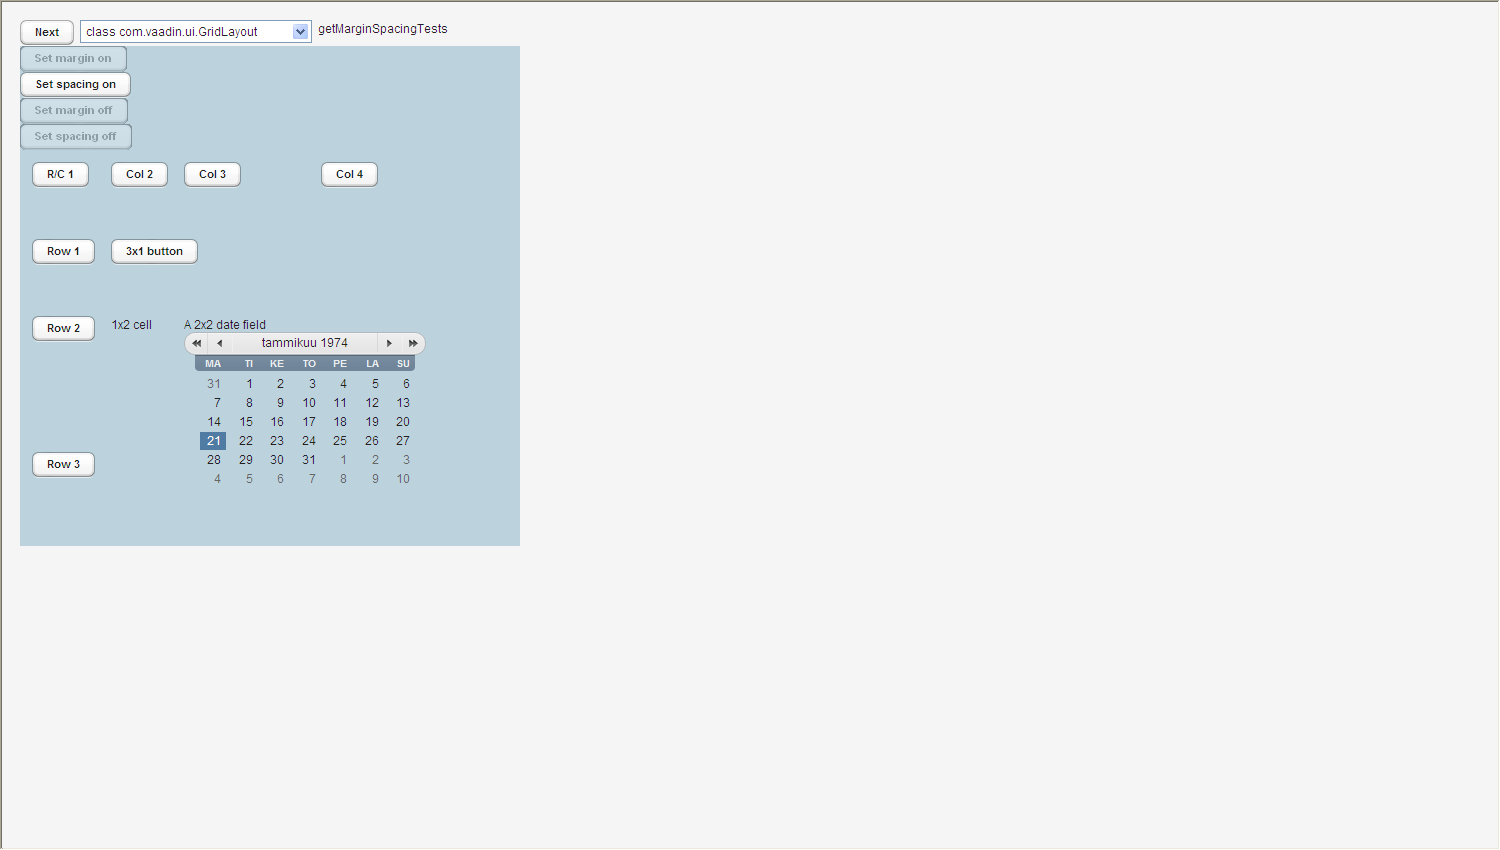 Next class com.vaadin.ui.GridLayout getMarginSpacingTests
Set margin on
Set spacing on
Set margin off
Set spacing off
R/C 1 Col 2 Col 3 Col 4
Row 1 3x1 button
Row 2 1x2 cell A 2x2 date field
tammikuu 1974
MA TI KE TO PE LA SU
31 1 2 3 4 5 6
7 8 9 10 11 12 13
14 15 16 17 18 19 20
21 22 23 24 25 26 27
Row 3 28 29 30 31 1 2 3
4 5 6 7 8 9 10